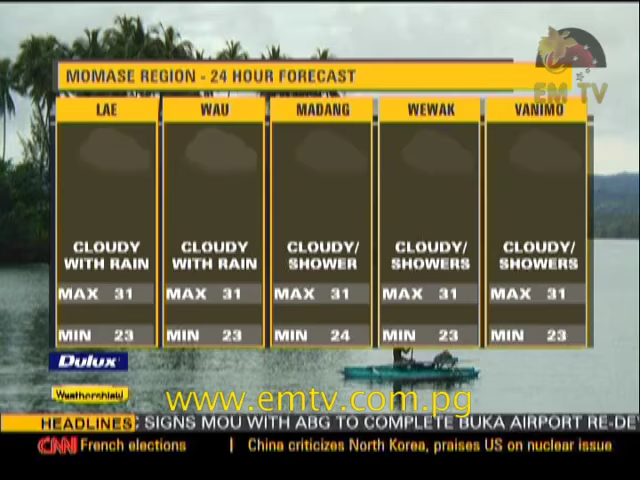 EM TV
MOMASE REGION - 24 HOUR FORECAST
LAE WAU MADANG WEWAK VANIMO
CLOUDY WITH RAIN CLOUDY WITH RAIN CLOUDY/ SHOWER CLOUDY/ SHOWERS CLOUDY/ SHOWERS
MAX 31 MAX 31 MAX 31 MAX 31 MAX 31
MIN 23 MIN 23 MIN 24 MIN 23 MIN 23
Dulux
Weathershield
www.emtv.com.pg
HEADLINES : SIGNS MOU WITH ABG TO COMPLETE BUKA AIRPORT RE-DE
CNN French elections | China criticizes North Korea, praises US on nuclear issue